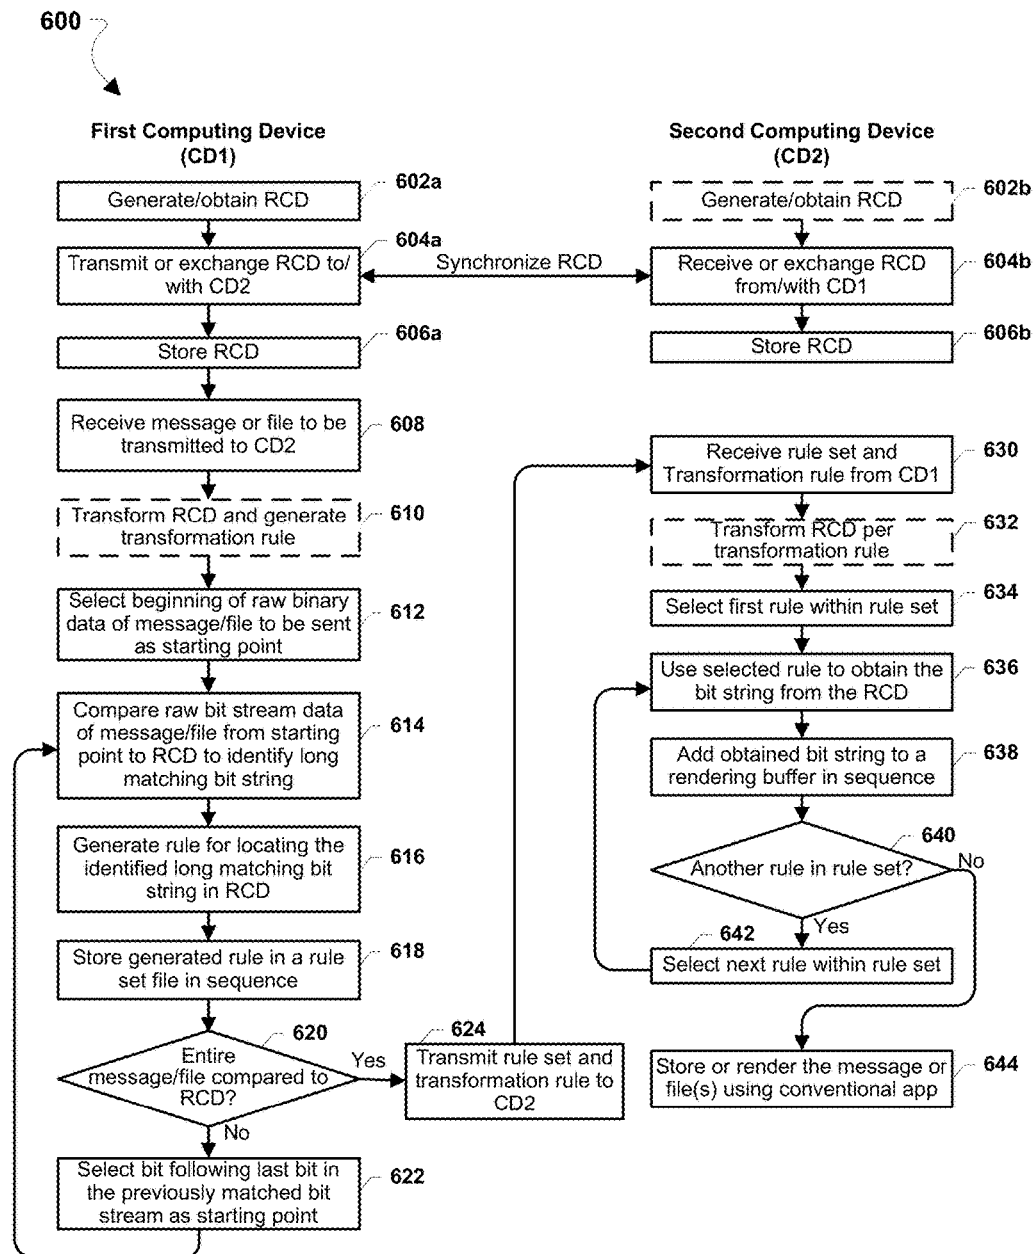 600
First Computing Device
(CD1)
Generate/obtain RCD
602a
Transmit or exchange RCD to/
with CD2
604a
Store RCD
606a
Receive message or file to be
transmitted to CD2
608
Transform RCD and generate
transformation rule
610
Select beginning of raw binary
data of message/file to be sent
as starting point
612
Compare raw bit stream data
of message/file from starting
point to RCD to identify long
matching bit string
614
Generate rule for locating the
identified long matching bit
string in RCD
616
Store generated rule in a rule
set file in sequence
618
Entire
message/file compared to
RCD?
620
Yes
No
Select bit following last bit in
the previously matched bit
stream as starting point
622
624
Transmit rule set and
transformation rule to
CD2
Synchronize RCD
Second Computing Device
(CD2)
Generate/obtain RCD
602b
Receive or exchange RCD
from/with CD1
604b
Store RCD
606b
Receive rule set and
Transformation rule from CD1
630
Transform RCD per
transformation rule
632
Select first rule within rule set
634
Use selected rule to obtain the
bit string from the RCD
636
Add obtained bit string to a
rendering buffer in sequence
638
Another rule in rule set?
640
No
Yes
642
Select next rule within rule set
Store or render the message or
file(s) using conventional app
644